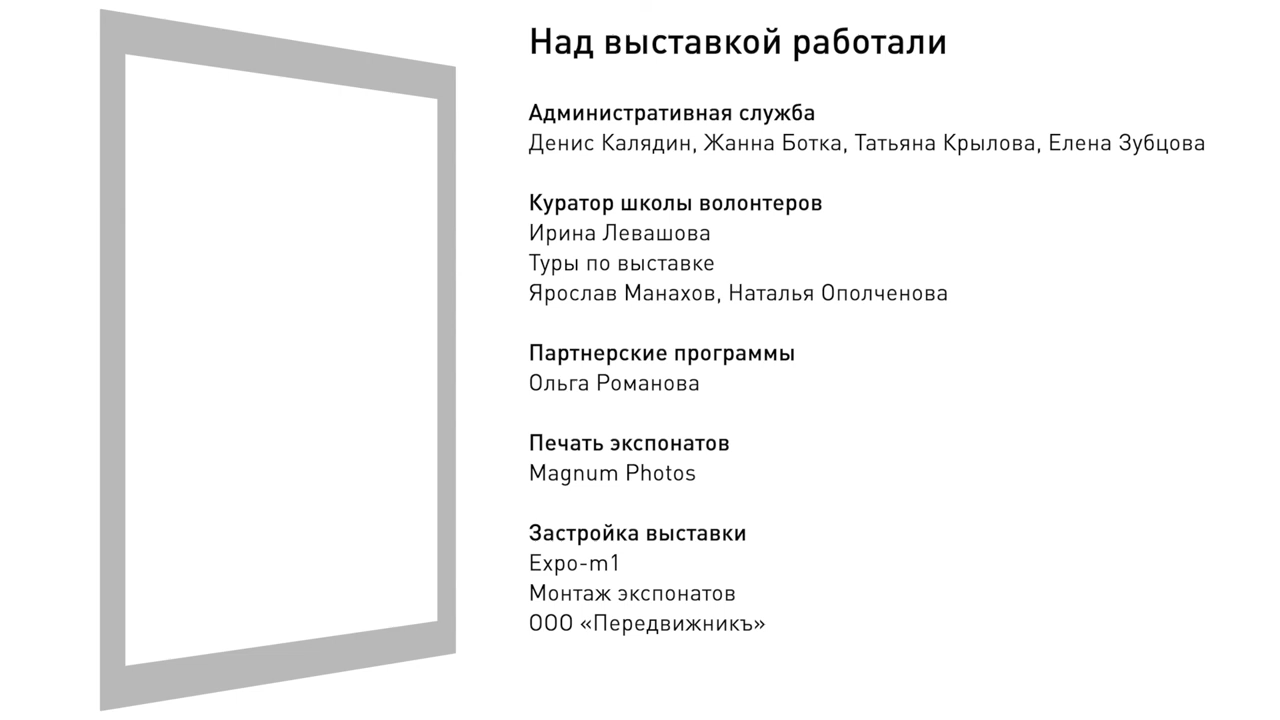 Над выставкой работали
Административная служба
Денис Калядин, Жанна Ботка, Татьяна Крылова, Елена Зубцова
Куратор школы волонтеров
Ирина Левашова
Туры по выставке
Ярослав Манахов, Наталья Ополченова
Партнерские программы
Ольга Романова
Печать экспонатов
Magnum Photos
Застройка выставки
Expo-m1
Монтаж экспонатов
ООО «Передвижникъ»